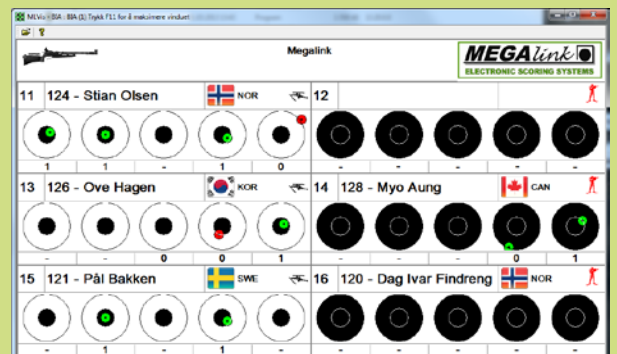 MLVis - BIA : BIA (1) Trykk F11 for å maksimere vinduet
Megalink
MEGAlink
ELECTRONIC SCORING SYSTEMS
11 124 - Stian Olsen NOR
1 1 - 1 0
12
- - - - -
13 126 - Ove Hagen KOR
- - 0 0 1
14 128 - Myo Aung CAN
- - - 0 1
15 121 - Pål Bakken SWE
- 1 - 1 -
16 120 - Dag Ivar Findreng NOR
- - - - -